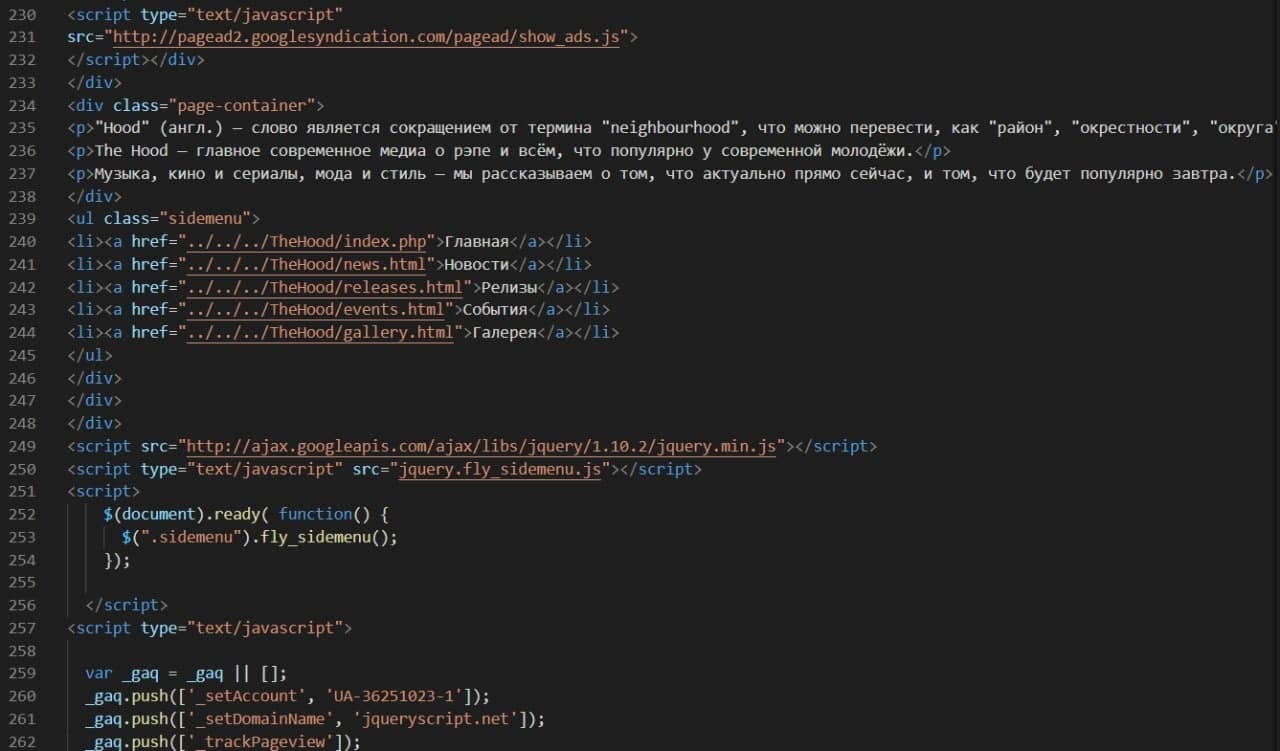 230 <script type="text/javascript"
231 src="http://pagead2.googlesyndication.com/pagead/show_ads.js">
232 </script></div>
233 </div>
234 <div class="page-container">
235 <p>"Hood" (англ.) – слово является сокращением от термина "neighbourhood", что можно перевести, как "район", "окрестности", "округа"
236 <p>The Hood – главное современное медиа о рэпе и всём, что популярно у современной молодёжи.</p>
237 <p>Музыка, кино и сериалы, мода и стиль – мы рассказываем о том, что актуально прямо сейчас, и том, что будет популярно завтра.</p>
238 </div>
239 <ul class="sidemenu">
240 <li><a href="../../../TheHood/index.php">Главная</a></li>
241 <li><a href="../../../TheHood/news.html">Новости</a></li>
242 <li><a href="../../../TheHood/releases.html">Релизы</a></li>
243 <li><a href="../../../TheHood/events.html">События</a></li>
244 <li><a href="../../../TheHood/gallery.html">Галерея</a></li>
245 </ul>
246 </div>
247 </div>
248 </div>
249 <script src="http://ajax.googleapis.com/ajax/libs/jquery/1.10.2/jquery.min.js"></script>
250 <script type="text/javascript" src="jquery.fly_sidemenu.js"></script>
251 <script>
252 $(document).ready( function() {
253 $(".sidemenu").fly_sidemenu();
254 });
255
256 </script>
257 <script type="text/javascript">
258
259 var _gaq = _gaq || [];
260 _gaq.push(['_setAccount', 'UA-36251023-1']);
261 _gaq.push(['_setDomainName', 'jqueryscript.net']);
262 _gaq.push(['_trackPageview']);